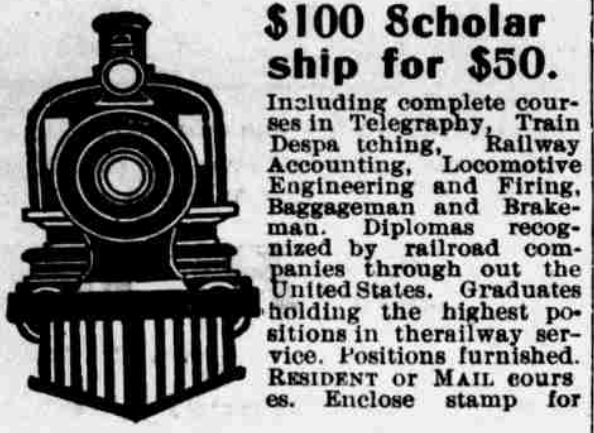 $100 Scholar
ship for $50.
Including complete cour-
ses in Telegraphy, Train
Despa tching, Railway
Accounting, Locomotive
Engineering and Firing,
Baggageman and Brake-
man. Diplomas recog-
nized by railroad com-
panies through out the
United States. Graduates
holding the highest po-
sitions in therailway ser-
vice. Positions furnished.
RESIDENT or MAIL cours
es. Enclose stamp for